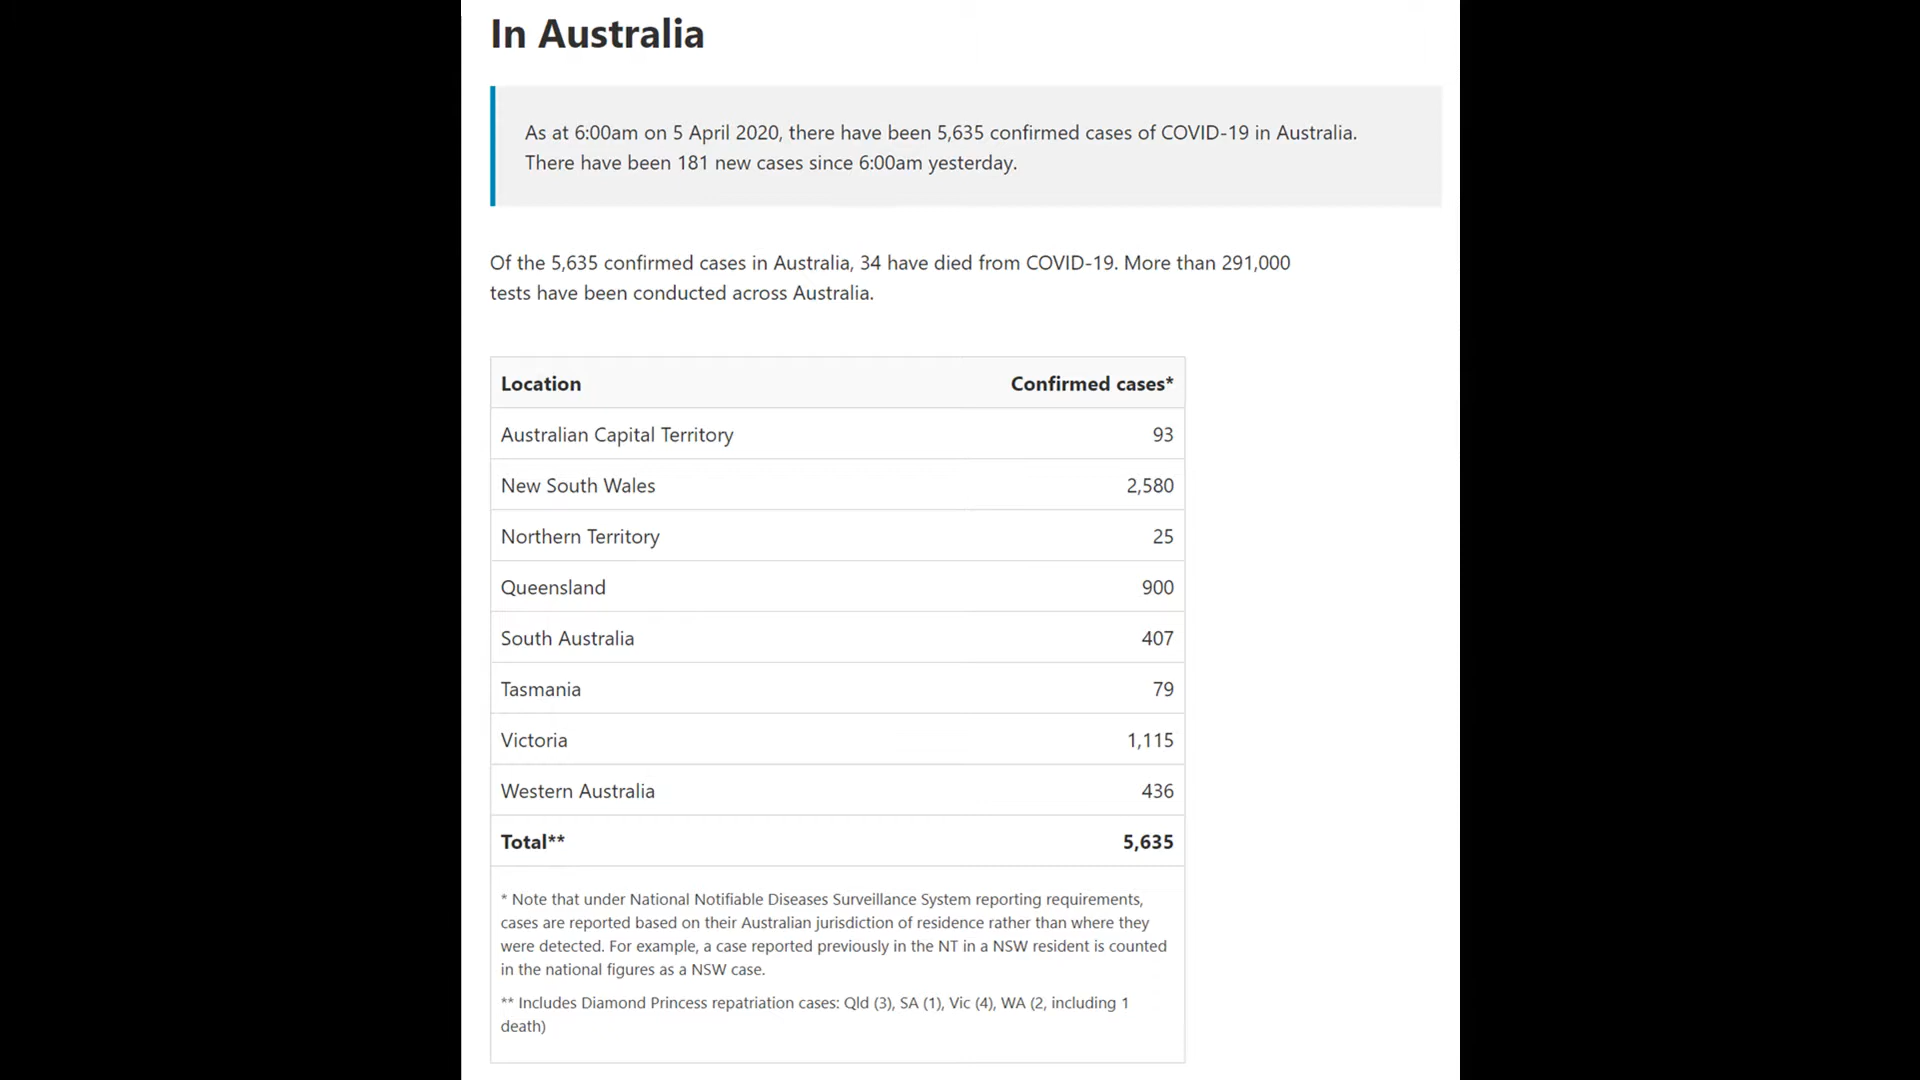 In Australia
As at 6:00am on 5 April 2020, there have been 5,635 confirmed cases of COVID-19 in Australia.
There have been 181 new cases since 6:00am yesterday.
Of the 5,635 confirmed cases in Australia, 34 have died from COVID-19. More than 291,000
tests have been conducted across Australia.
Location Confirmed cases*
Australian Capital Territory 93
New South Wales 2,580
Northern Territory 25
Queensland 900
South Australia 407
Tasmania 79
Victoria 1,115
Western Australia 436
Total** 5,635
* Note that under National Notifiable Diseases Surveillance System reporting requirements,
cases are reported based on their Australian jurisdiction of residence rather than where they
were detected. For example, a case reported previously in the NT in a NSW resident is counted
in the national figures as a NSW case.
** Includes Diamond Princess repatriation cases: Qld (3), SA (1), Vic (4), WA (2, including 1
death)